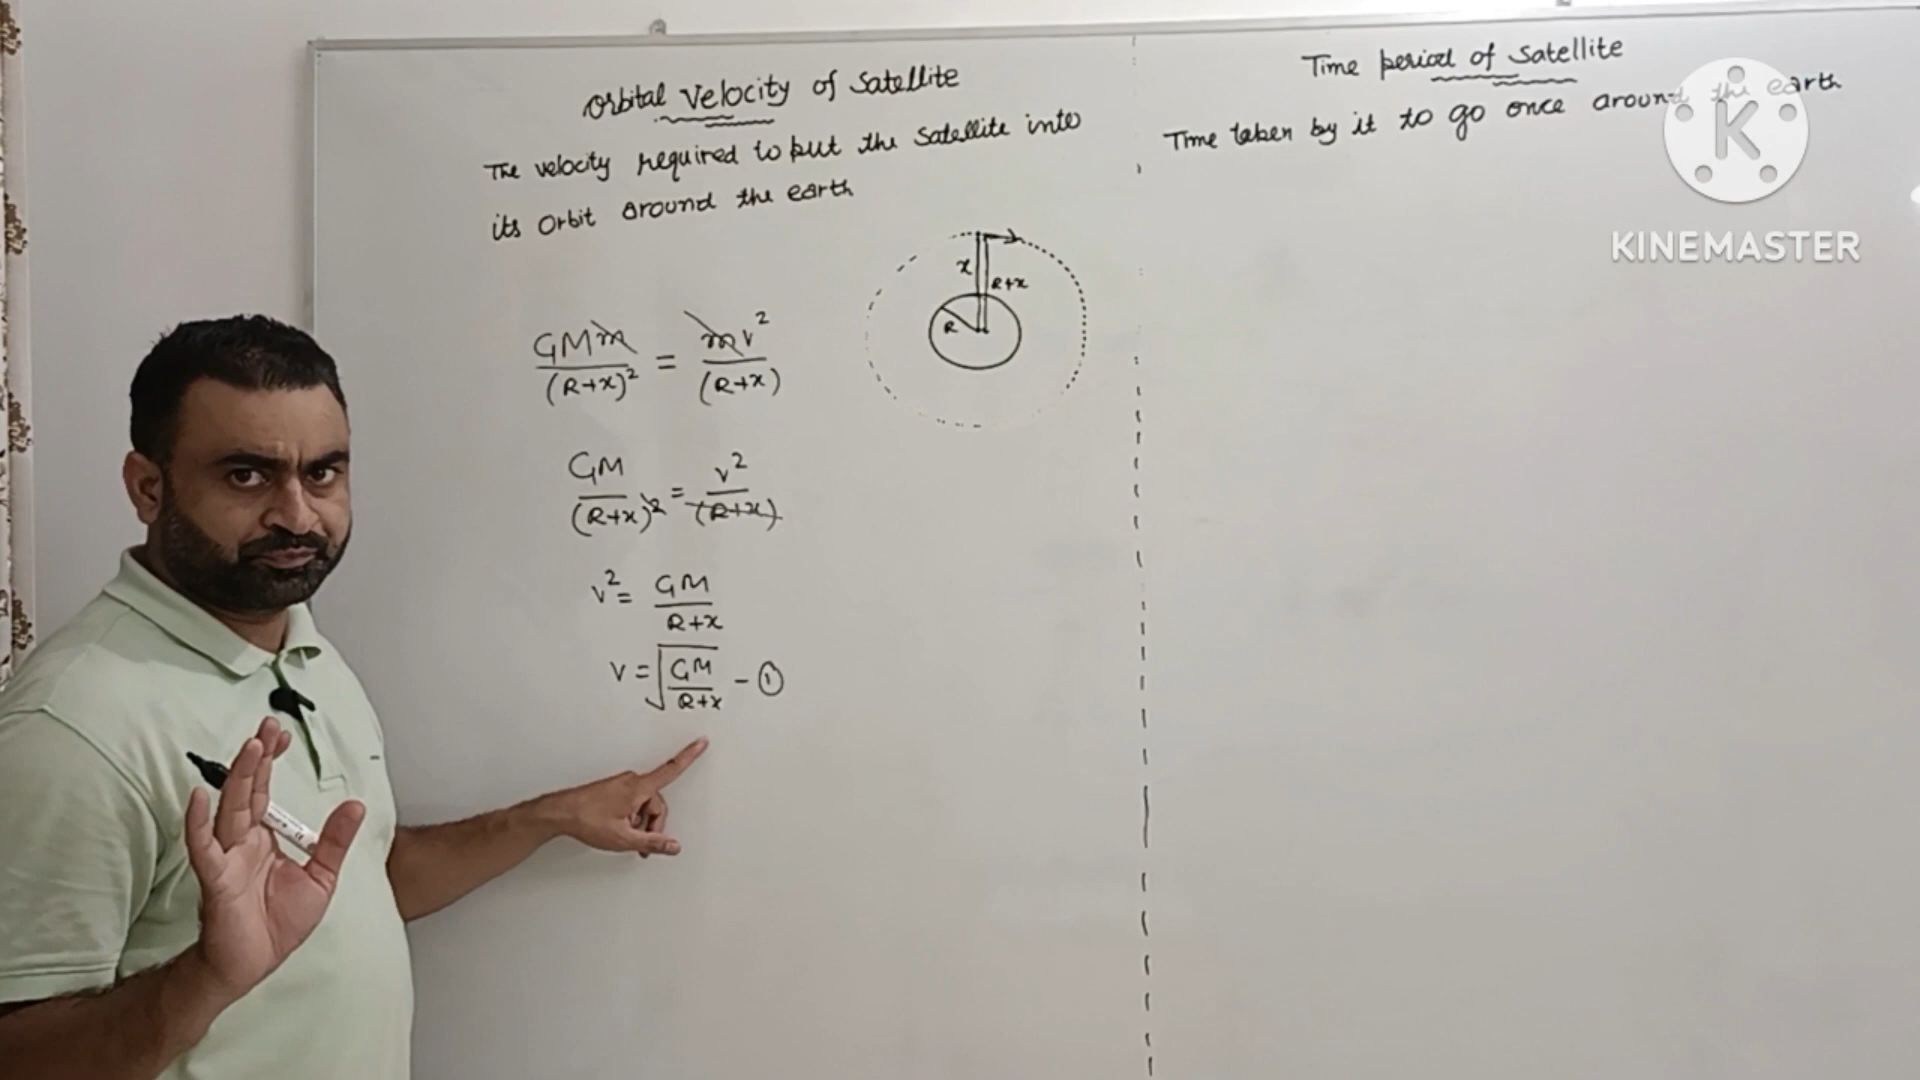 Orbital Velocity of Satellite
The velocity required to put the Satellite into
its Orbit around the earth
x
R+x
R
GMm/(R+x)² = mv²/(R+x)
GM/(R+x)² = v²/(R+x)
v² = GM/R+x
v = √GM/R+x - ①
Time period of Satellite
Time taken by it to go once around the earth
K
KINEMASTER